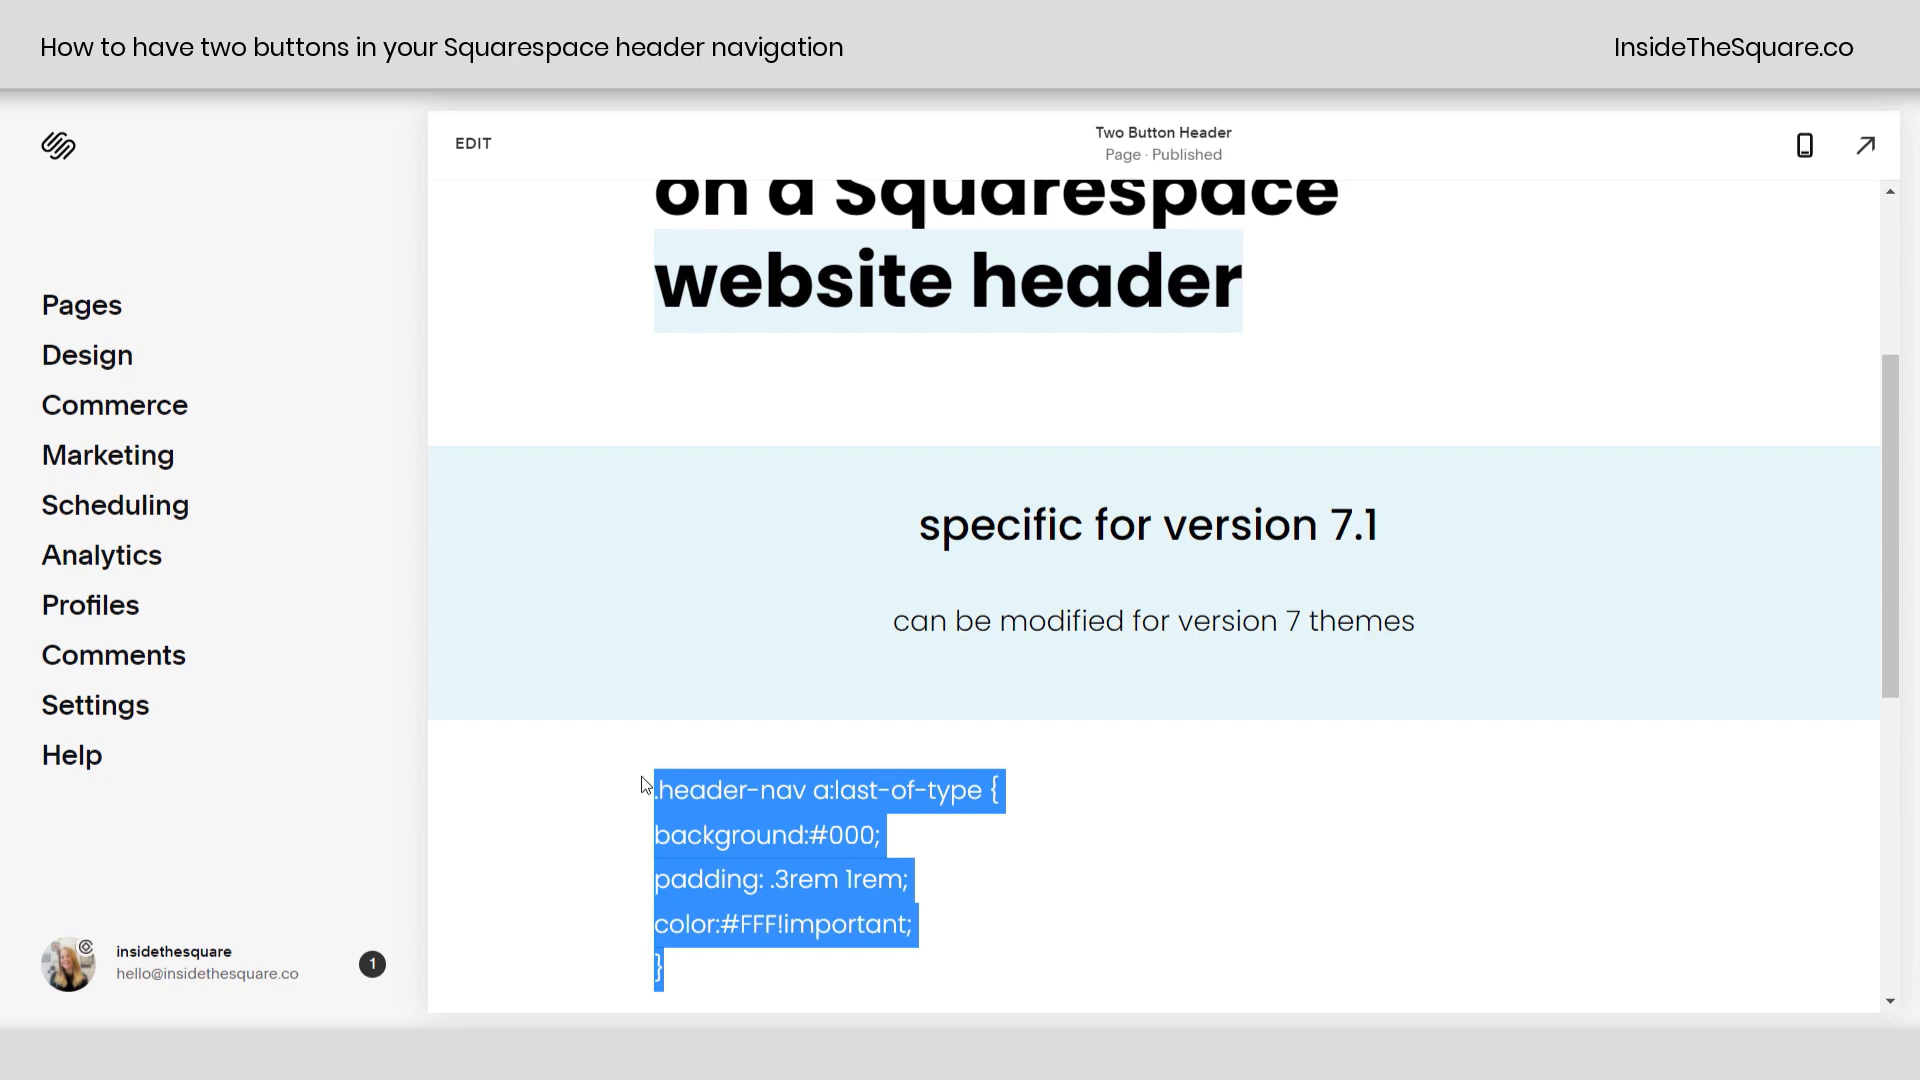 How to have two buttons in your Squarespace header navigation
InsideTheSquare.co
EDIT
Two Button Header
Page · Published
on a Squarespace
website header
Pages
Design
Commerce
Marketing
Scheduling
Analytics
Profiles
Comments
Settings
Help
specific for version 7.1
can be modified for version 7 themes
.header-nav a:last-of-type {
background:#000;
padding: .3rem 1rem;
color:#FFF!important;
}
insidethesquare
hello@insidethesquare.co
1